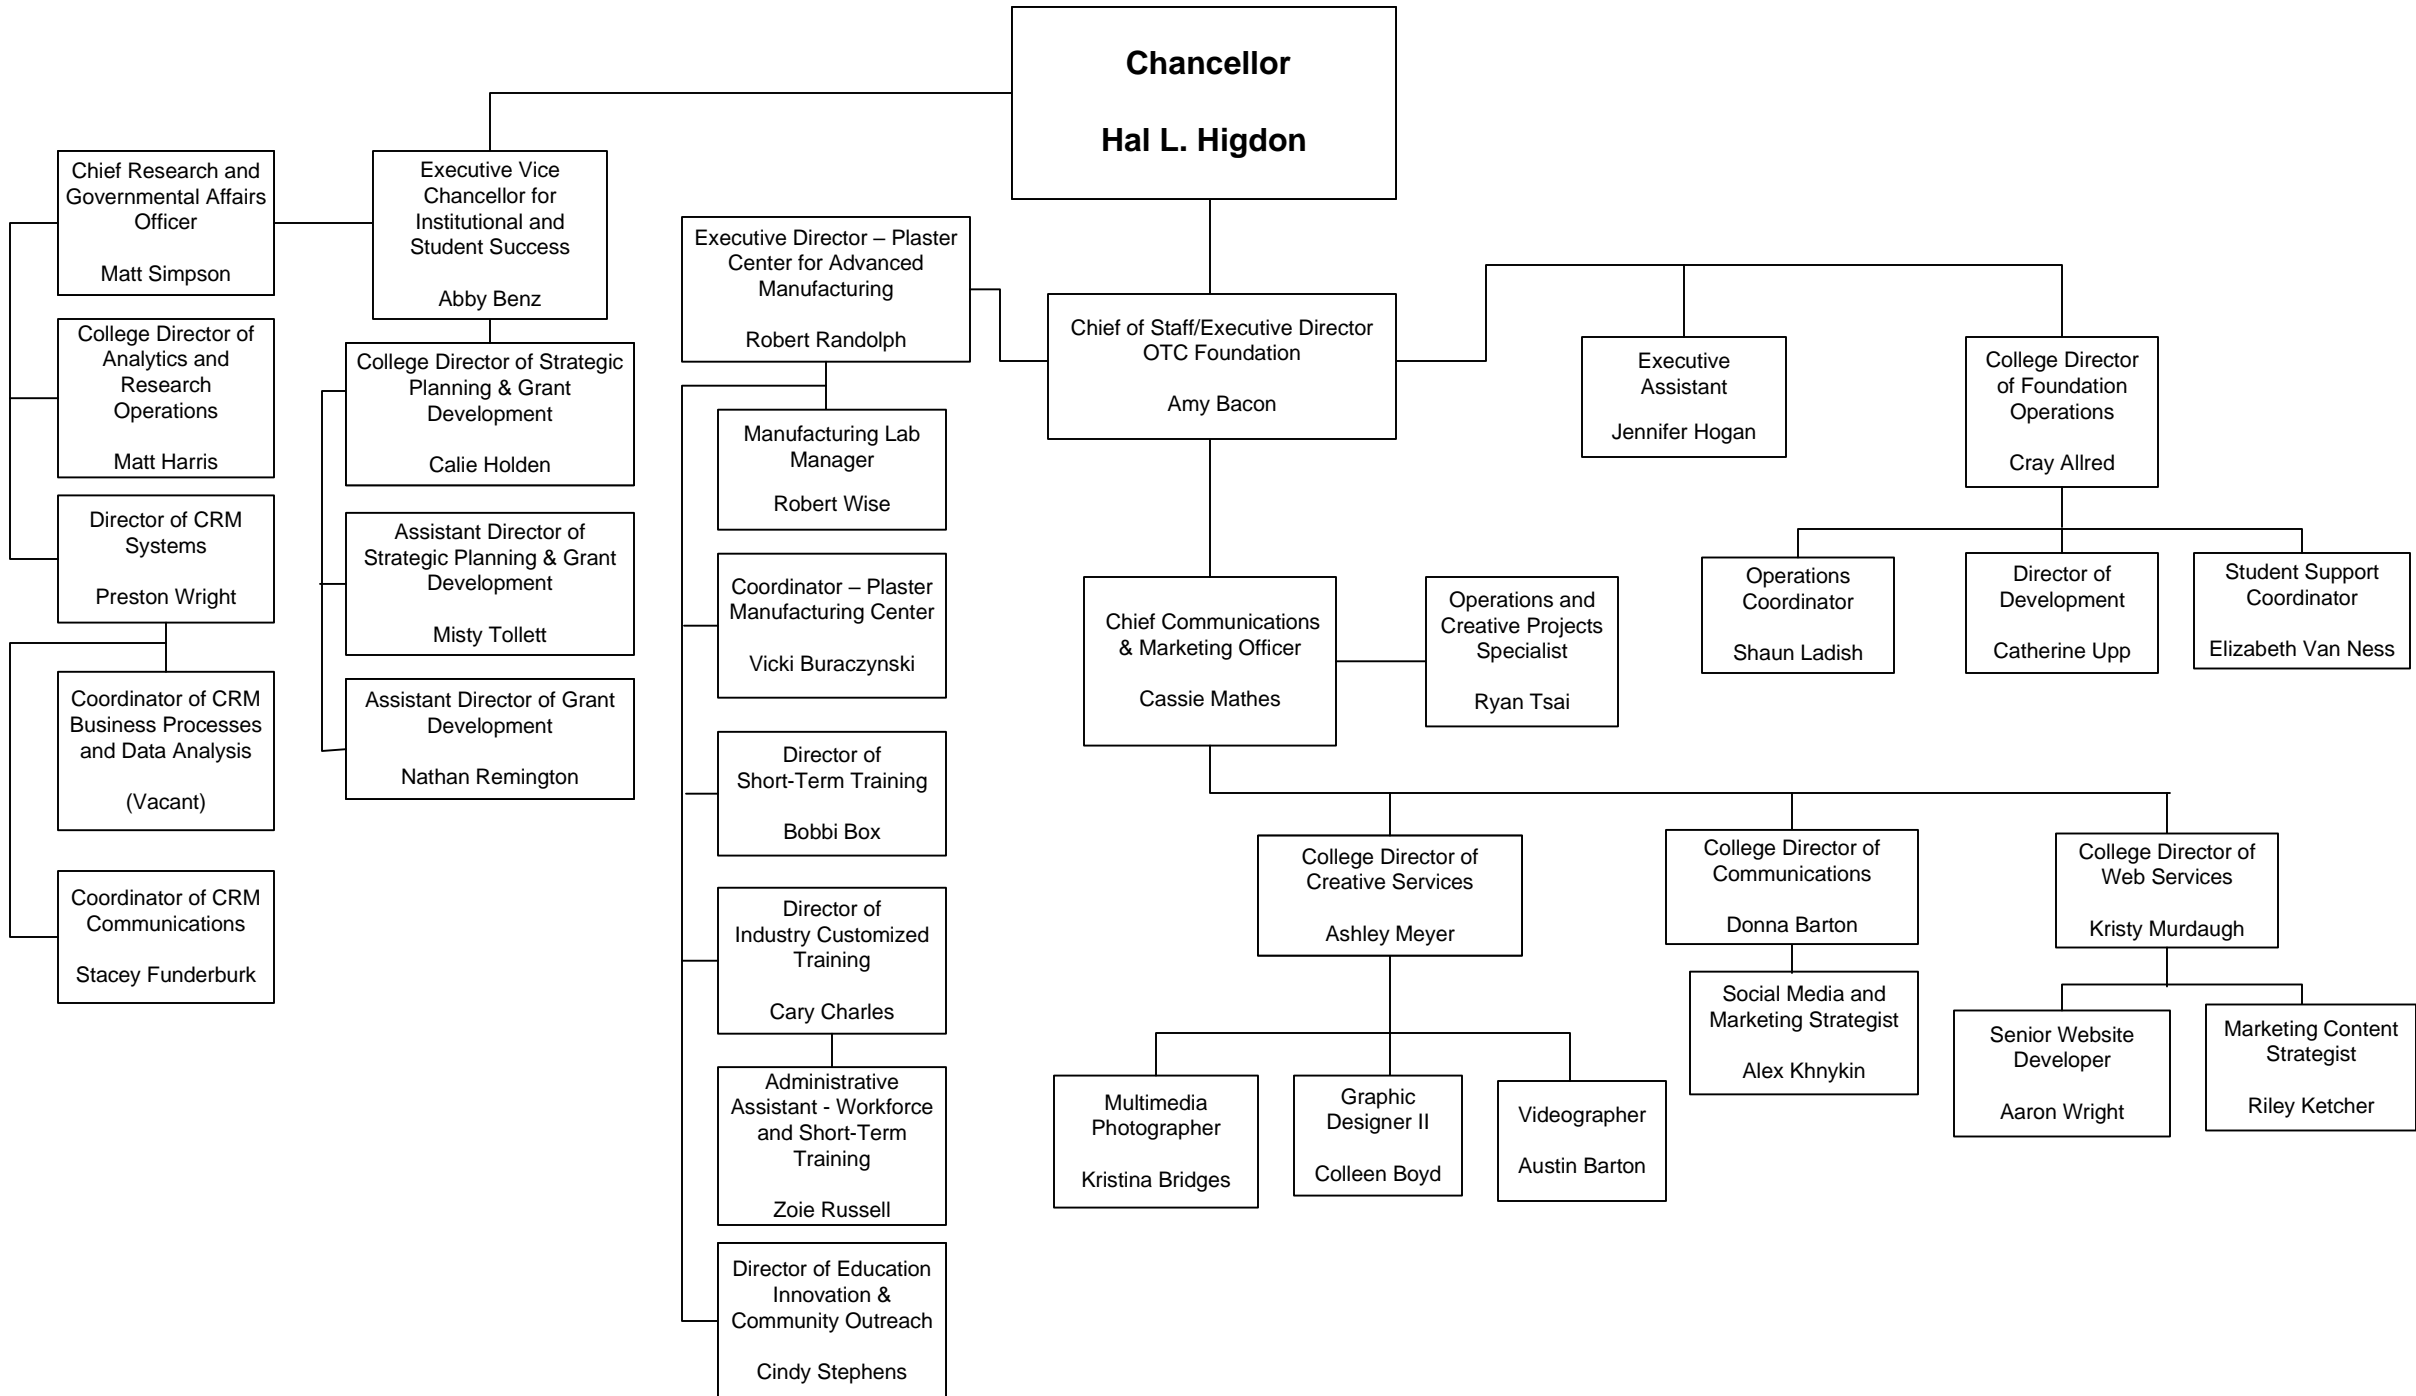 Chancellor
Hal L. Higdon
Chief Research and
Governmental Affairs
Officer
Matt Simpson
Executive Vice
Chancellor for
Institutional and
Student Success
Abby Benz
College Director of
Analytics and
Research
Operations
Matt Harris
Director of CRM
Systems
Preston Wright
Coordinator of CRM
Business Processes
and Data Analysis
(Vacant)
Coordinator of CRM
Communications
Stacey Funderburk
College Director of Strategic
Planning & Grant
Development
Calie Holden
Assistant Director of
Strategic Planning & Grant
Development
Misty Tollett
Assistant Director of Grant
Development
Nathan Remington
Executive Director – Plaster
Center for Advanced
Manufacturing
Robert Randolph
Manufacturing Lab
Manager
Robert Wise
Coordinator – Plaster
Manufacturing Center
Vicki Buraczynski
Director of
Short-Term Training
Bobbi Box
Director of
Industry Customized
Training
Cary Charles
Administrative
Assistant - Workforce
and Short-Term
Training
Zoie Russell
Director of Education
Innovation &
Community Outreach
Cindy Stephens
Chief of Staff/Executive Director
OTC Foundation
Amy Bacon
Executive
Assistant
Jennifer Hogan
College Director
of Foundation
Operations
Cray Allred
Operations
Coordinator
Shaun Ladish
Director of
Development
Catherine Upp
Student Support
Coordinator
Elizabeth Van Ness
Chief Communications
& Marketing Officer
Cassie Mathes
Operations and
Creative Projects
Specialist
Ryan Tsai
College Director of
Creative Services
Ashley Meyer
College Director of
Communications
Donna Barton
College Director of
Web Services
Kristy Murdaugh
Multimedia
Photographer
Kristina Bridges
Graphic
Designer II
Colleen Boyd
Videographer
Austin Barton
Social Media and
Marketing Strategist
Alex Khnykin
Senior Website
Developer
Aaron Wright
Marketing Content
Strategist
Riley Ketcher